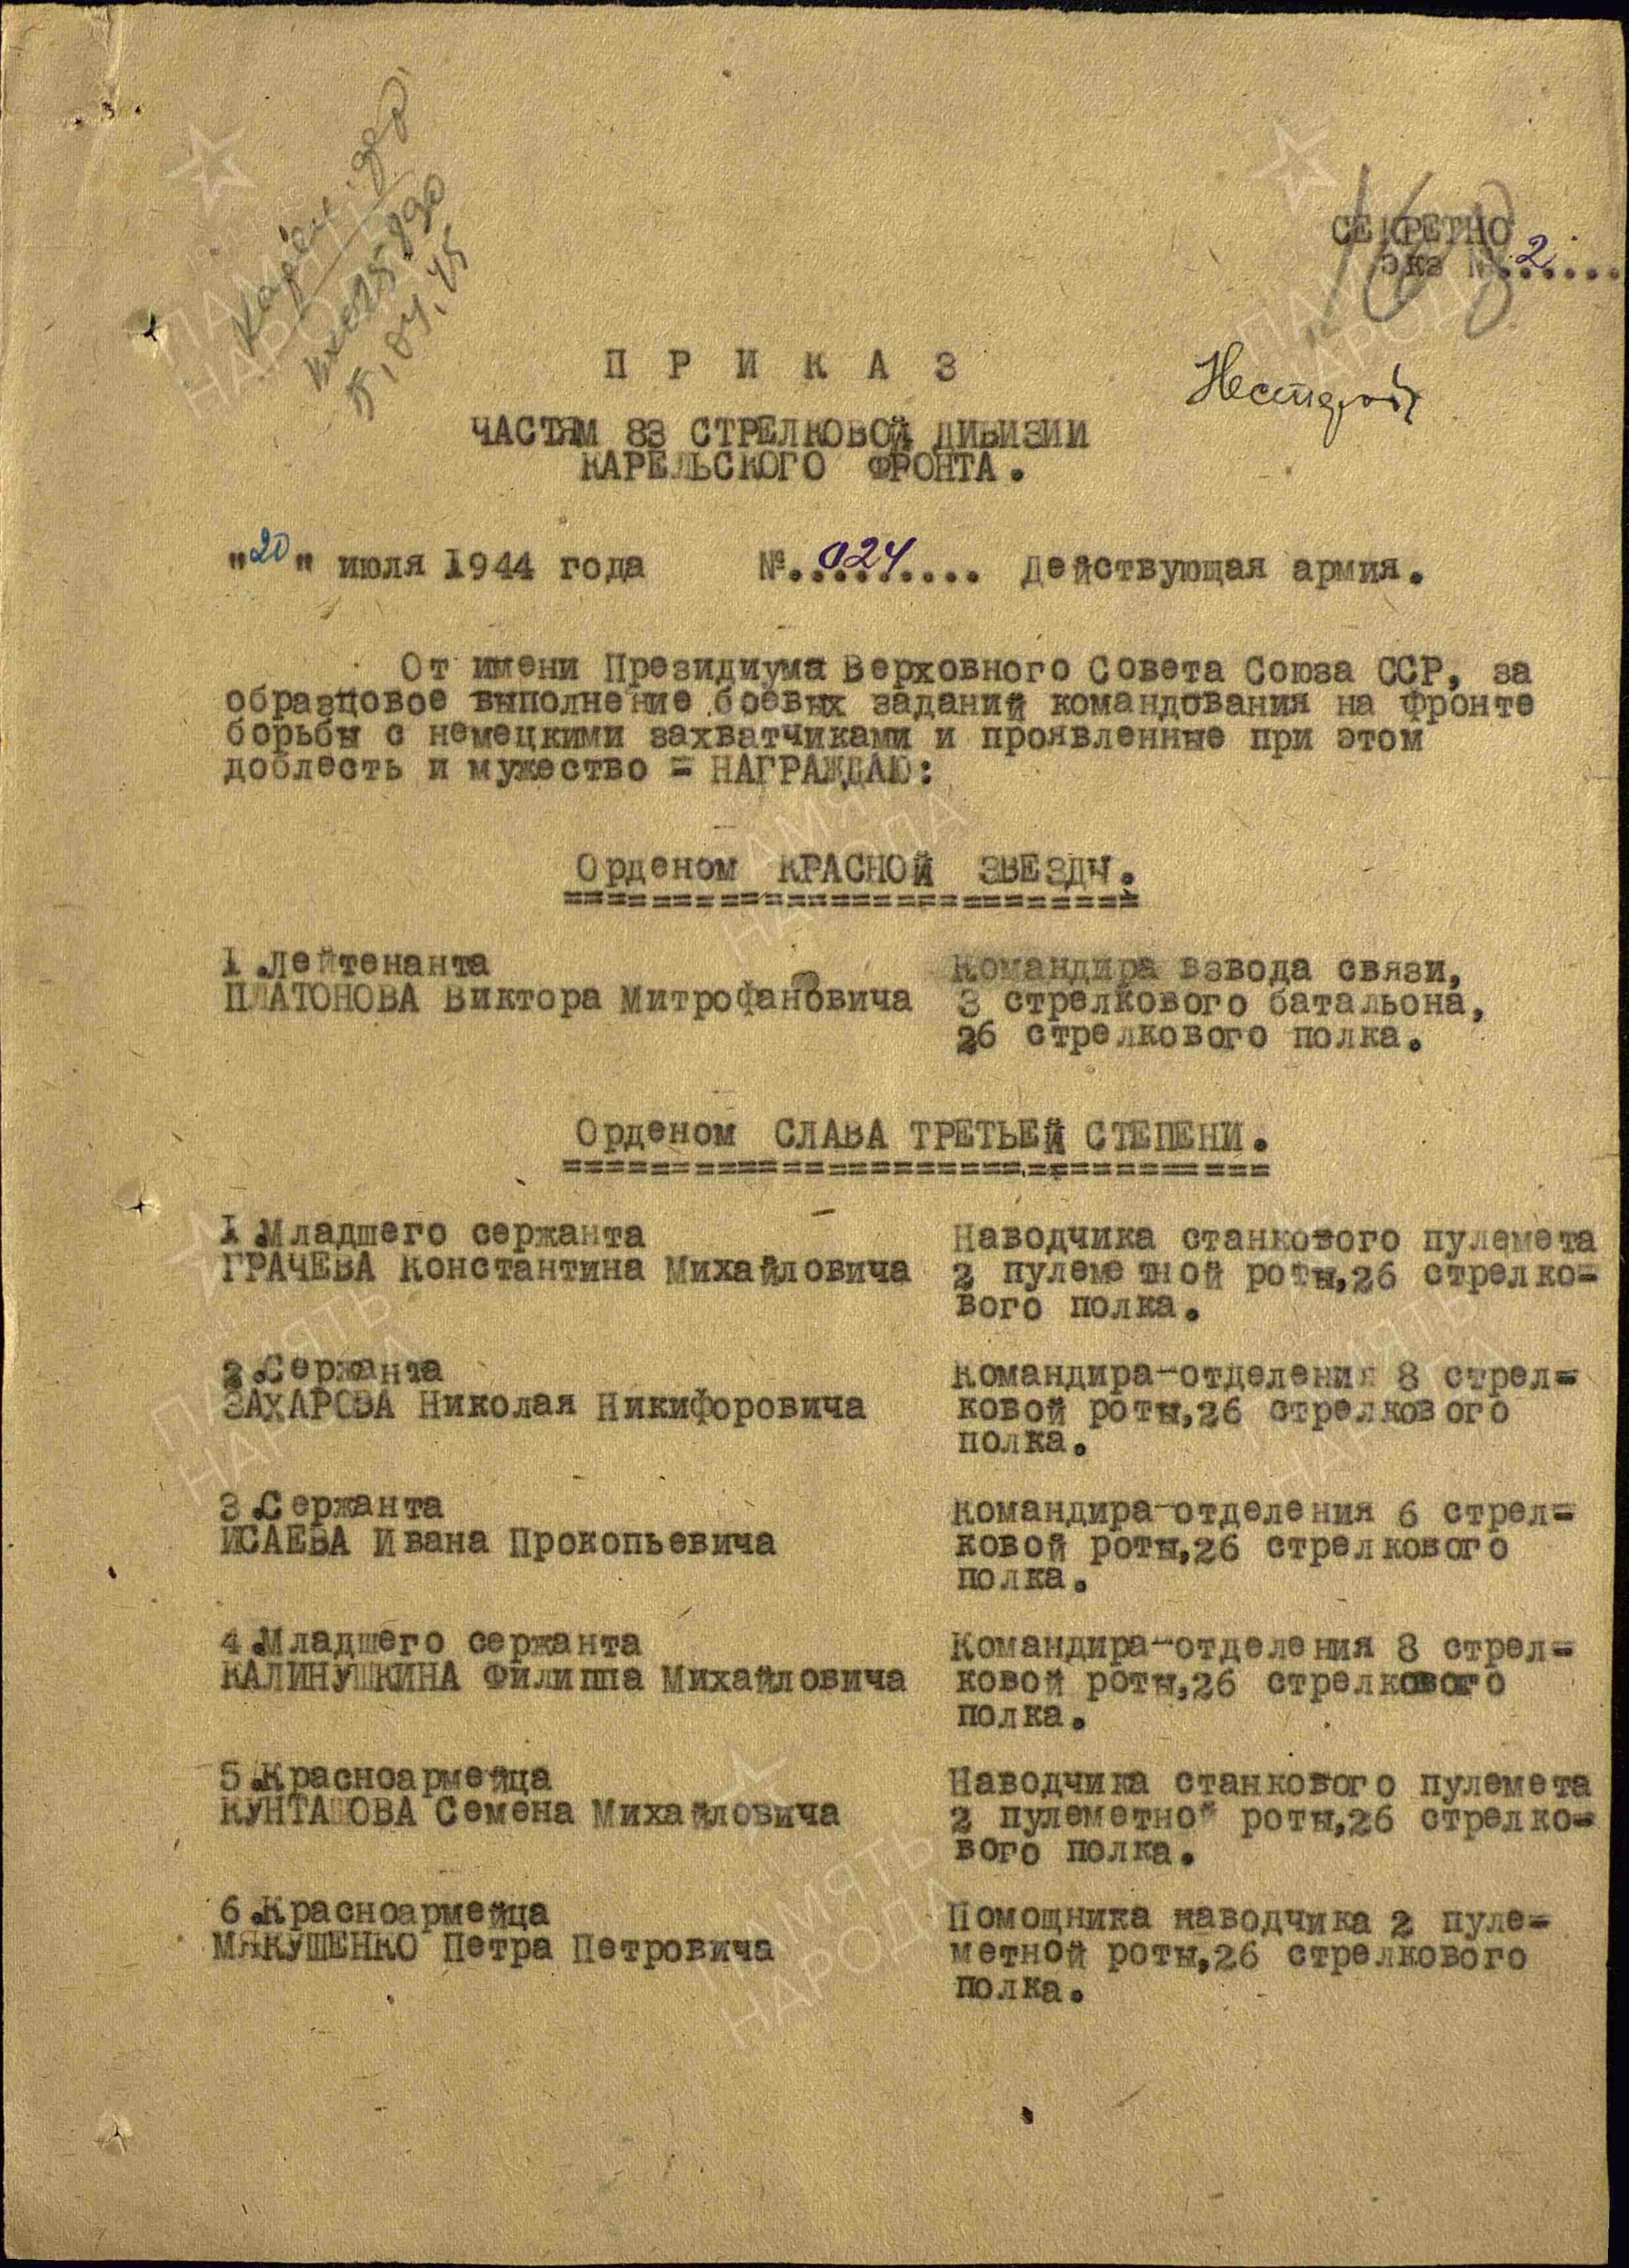 СЕКРЕТНО
Экз №.2......
П Р И К А З
ЧАСТЯМ 83 СТРЕЛКОВОЙ ДИВИЗИИ
КАРЕЛЬСКОГО ФРОНТА.
"20" июля 1944 года №..024...... Действующая армия.
От имени Президиума Верховного Совета Союза ССР, за
образцовое выполнение боевых заданий командования на фронте
борьбы с немецкими захватчиками и проявленные при этом
доблесть и мужество = НАГРАЖДАЮ:
Орденом КРАСНОЙ ЗВЕЗДЫ.
1.Лейтенанта Командира взвода связи,
ПЛАТОНОВА Виктора Митрофановича 3 стрелкового батальона,
26 стрелкового полка.
Орденом СЛАВА ТРЕТЬЕЙ СТЕПЕНИ.
1.Младшего сержанта Наводчика станкового пулемета
ГРАЧЕВА Константина Михайловича 2 пулеметной роты,26 стрелко=
вого полка.
2.Сержанта Командира-отделения 8 стрел=
ЗАХАРОВА Николая Никифоровича ковой роты,26 стрелкового
полка.
3.Сержанта Командира-отделения 6 стрел=
ИСАЕВА Ивана Прокопьевича ковой роты,26 стрелкового
полка.
4.Младшего сержанта Командира-отделения 8 стрел=
КАЛИНУШКИНА Филиппа Михайловича ковой роты,26 стрелкового
полка.
5.Красноармейца Наводчика станкового пулемета
Семена Михайловича 2 пулеметной роты,26 стрелко=
вого полка.
6.Красноармейца Помощника наводчика 2 пуле=
МЯКУШЕНКО Петра Петровича метной роты,26 стрелкового
полка.